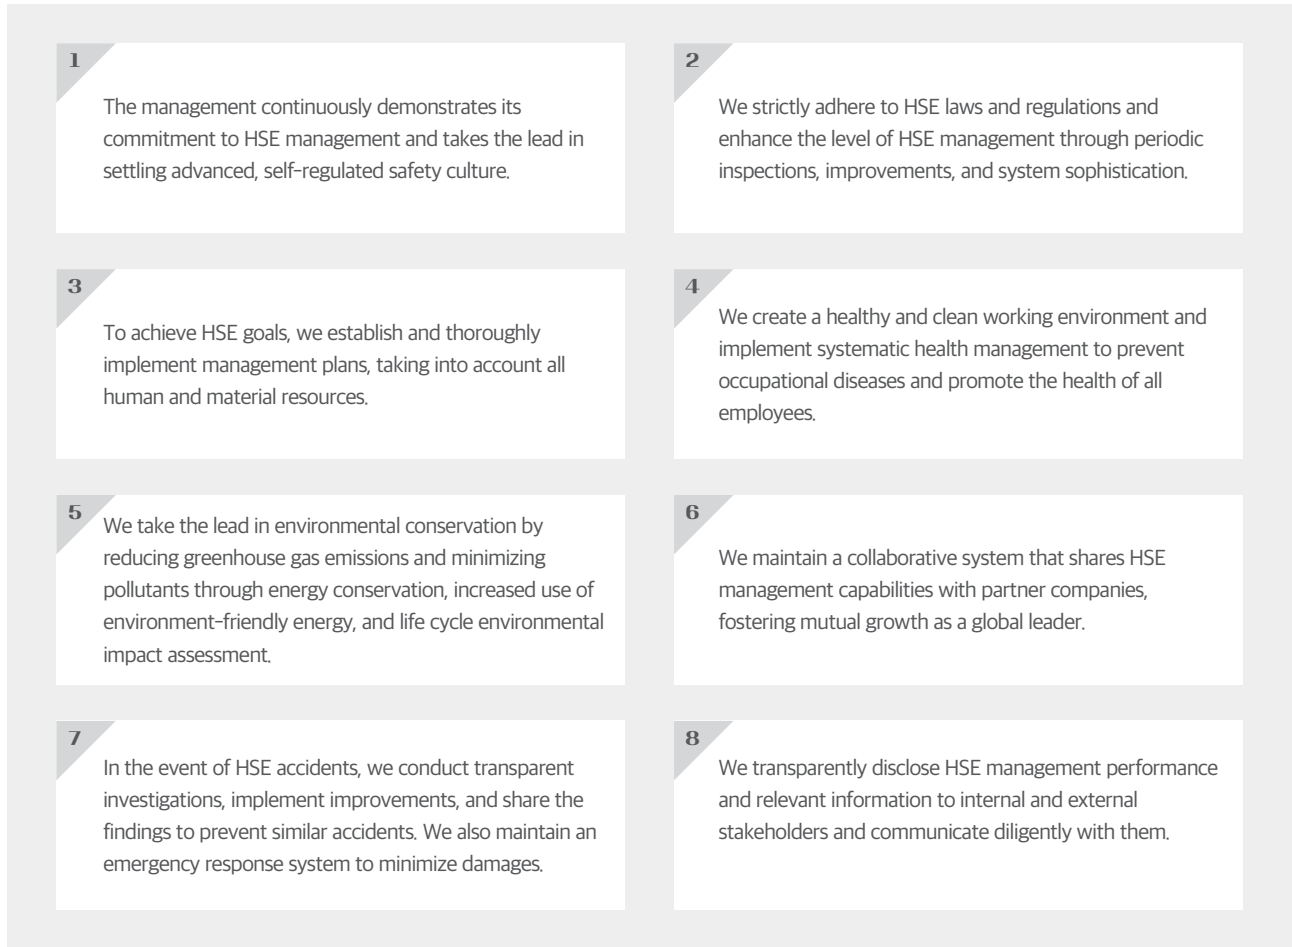 1
The management continuously demonstrates its
commitment to HSE management and takes the lead in
settling advanced, self-regulated safety culture.
2
We strictly adhere to HSE laws and regulations and
enhance the level of HSE management through periodic
inspections, improvements, and system sophistication.
3
To achieve HSE goals, we establish and thoroughly
implement management plans, taking into account all
human and material resources.
4
We create a healthy and clean working environment and
implement systematic health management to prevent
occupational diseases and promote the health of all
employees.
5
We take the lead in environmental conservation by
reducing greenhouse gas emissions and minimizing
pollutants through energy conservation, increased use of
environment-friendly energy, and life cycle environmental
impact assessment.
6
We maintain a collaborative system that shares HSE
management capabilities with partner companies,
fostering mutual growth as a global leader.
7
In the event of HSE accidents, we conduct transparent
investigations, implement improvements, and share the
findings to prevent similar accidents. We also maintain an
emergency response system to minimize damages.
8
We transparently disclose HSE management performance
and relevant information to internal and external
stakeholders and communicate diligently with them.